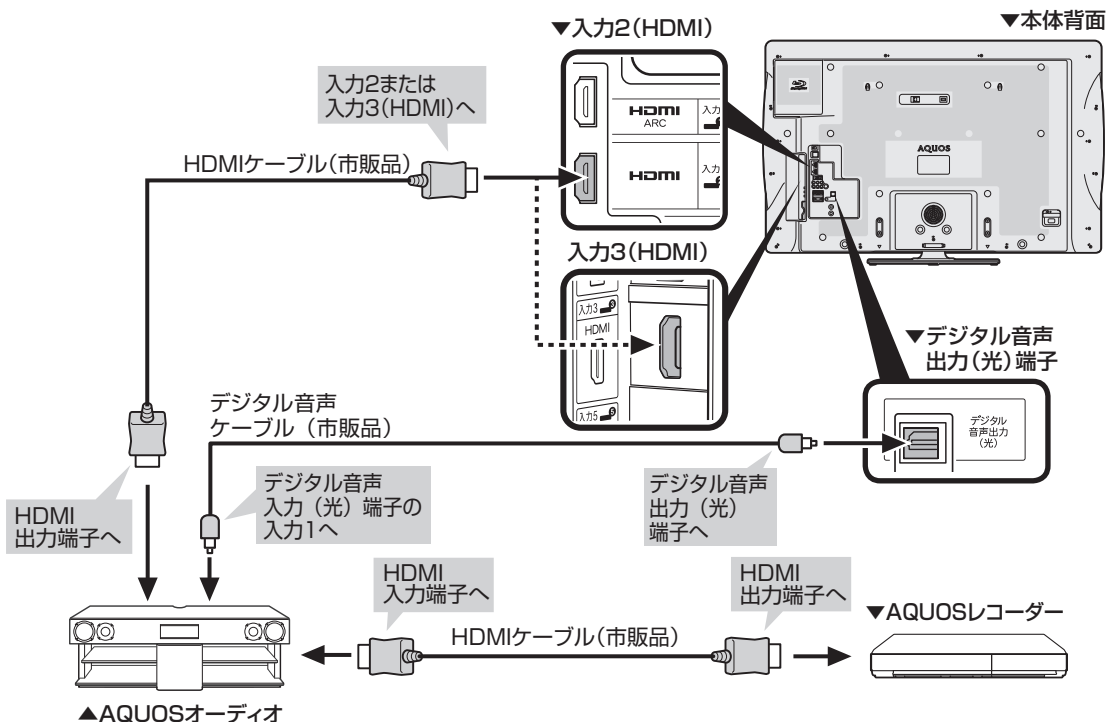 ▼入力2(HDMI)
▼本体背面
入力2または
入力3(HDMI)へ
HDMI
ARC
入力
HDMIケーブル(市販品)
HDMI
入力
AQUOS
入力3(HDMI)
入力3
HDMI
入力5
▼デジタル音声
出力(光)端子
デジタル
音声出力
(光)
デジタル音声
ケーブル（市販品）
HDMI
出力端子へ
デジタル音声
入力（光）端子の
入力1へ
デジタル音声
出力（光）
端子へ
HDMI
入力端子へ
HDMI
出力端子へ
▼AQUOSレコーダー
HDMIケーブル(市販品)
▲AQUOSオーディオ